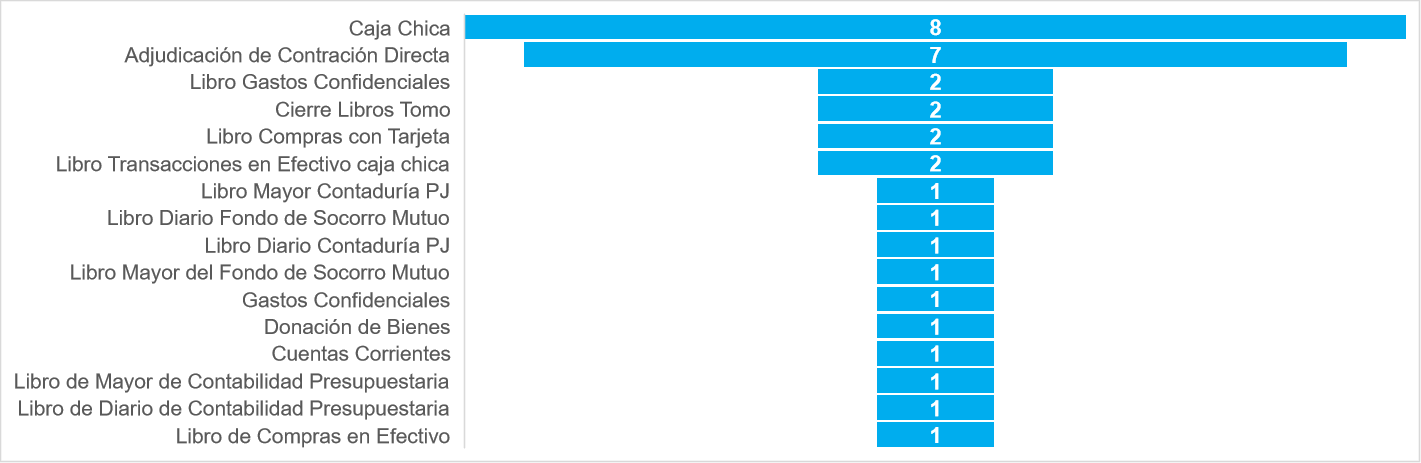 Caja Chica 8
Adjudicación de Contración Directa 7
Libro Gastos Confidenciales 2
Cierre Libros Tomo 2
Libro Compras con Tarjeta 2
Libro Transacciones en Efectivo caja chica 2
Libro Mayor Contaduría PJ 1
Libro Diario Fondo de Socorro Mutuo 1
Libro Diario Contaduría PJ 1
Libro Mayor del Fondo de Socorro Mutuo 1
Gastos Confidenciales 1
Donación de Bienes 1
Cuentas Corrientes 1
Libro de Mayor de Contabilidad Presupuestaria 1
Libro de Diario de Contabilidad Presupuestaria 1
Libro de Compras en Efectivo 1